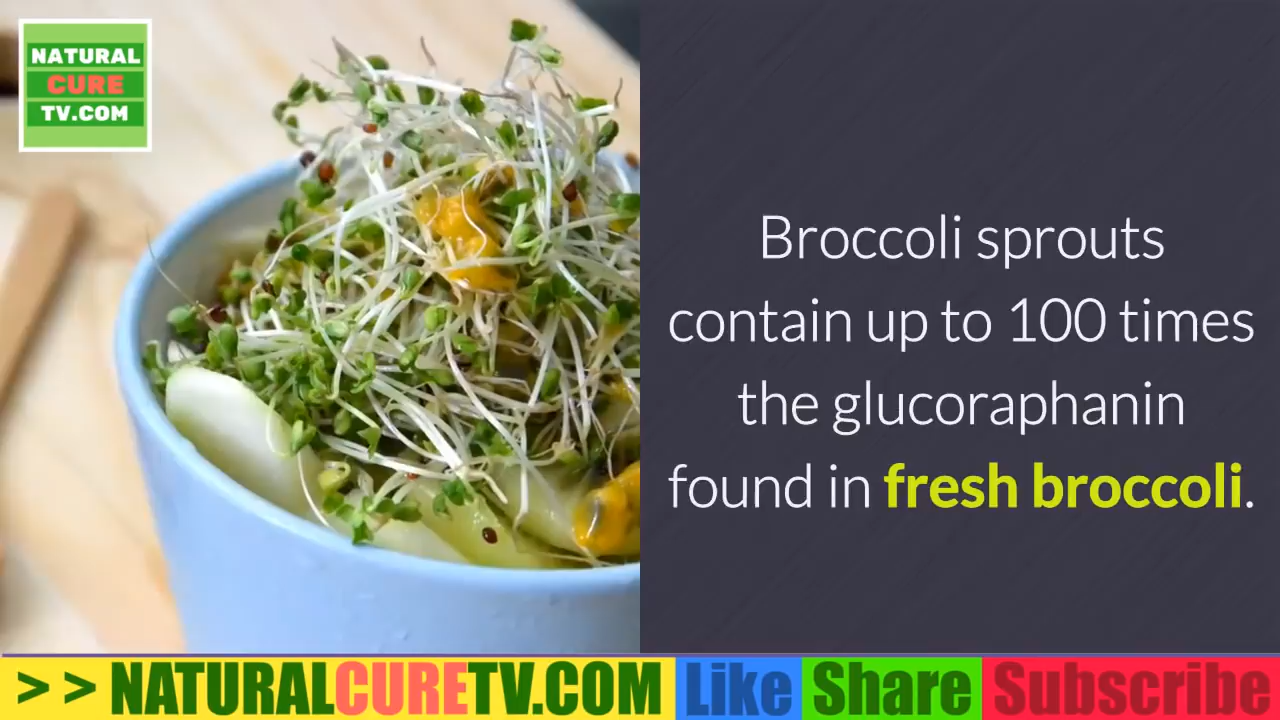 NATURAL
CURE
TV.COM
Broccoli sprouts
contain up to 100 times
the glucoraphanin
found in fresh broccoli.
> > NATURALCURETV.COM Like Share Subscribe